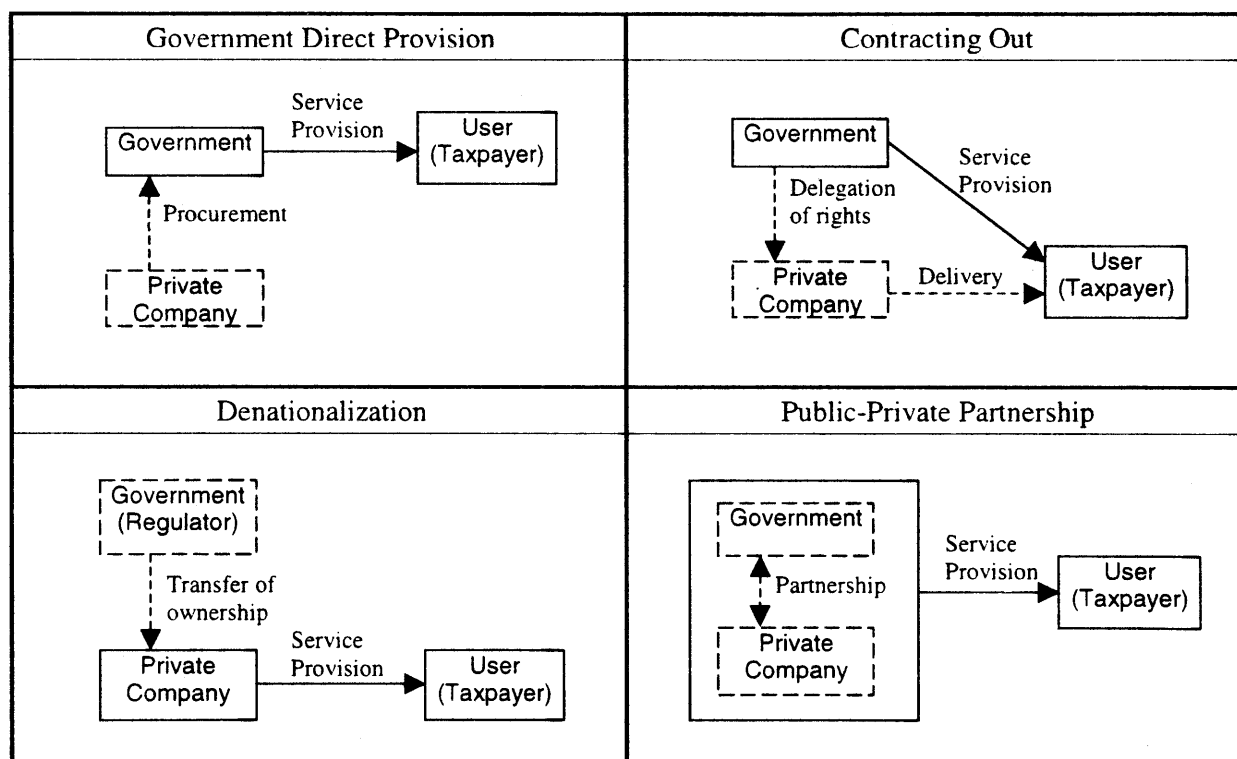 Government Direct Provision
Service
Provision
Government
User
(Taxpayer)
Procurement
Private
Company
Contracting Out
Government
Service
Provision
Delegation
of rights
Private
Company
Delivery
User
(Taxpayer)
Denationalization
Government
(Regulator)
Transfer of
ownership
Service
Provision
Private
Company
User
(Taxpayer)
Public-Private Partnership
Government
Service
Provision
Partnership
User
(Taxpayer)
Private
Company